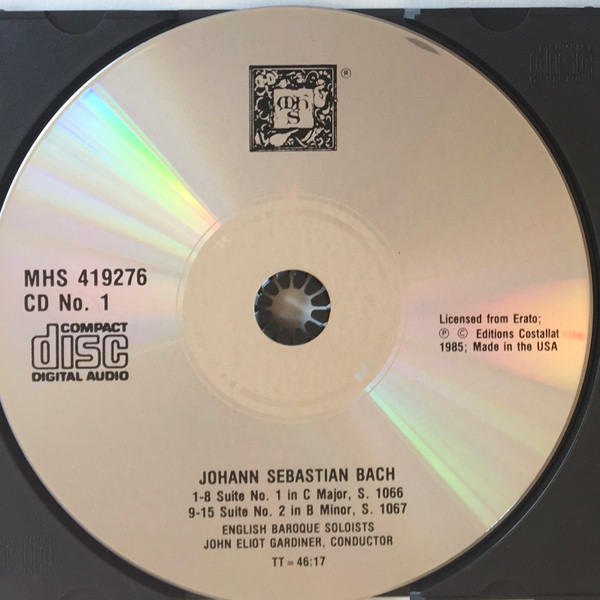 mhs ®
MHS 419276
CD No. 1
COMPACT
disc
DIGITAL AUDIO
Licensed from Erato;
Ⓟ © Editions Costallat
1985; Made in the USA
JOHANN SEBASTIAN BACH
1-8 Suite No. 1 in C Major, S. 1066
9-15 Suite No. 2 in B Minor, S. 1067
ENGLISH BAROQUE SOLOISTS
JOHN ELIOT GARDINER, CONDUCTOR
TT = 46:17